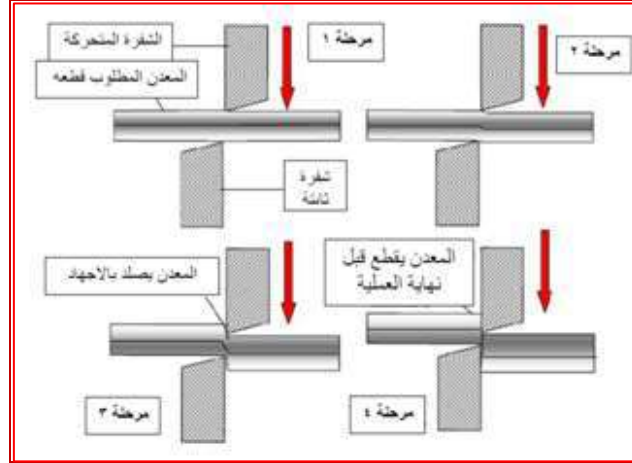 الشفرة المتحركة
مرحلة ١
مرحلة ٢
المعدن المطلوب قطعه
شفرة
ثابتة
المعدن يصلد بالاجهاد
المعدن يقطع قبل
نهاية العملية
مرحلة ٣
مرحلة ٤